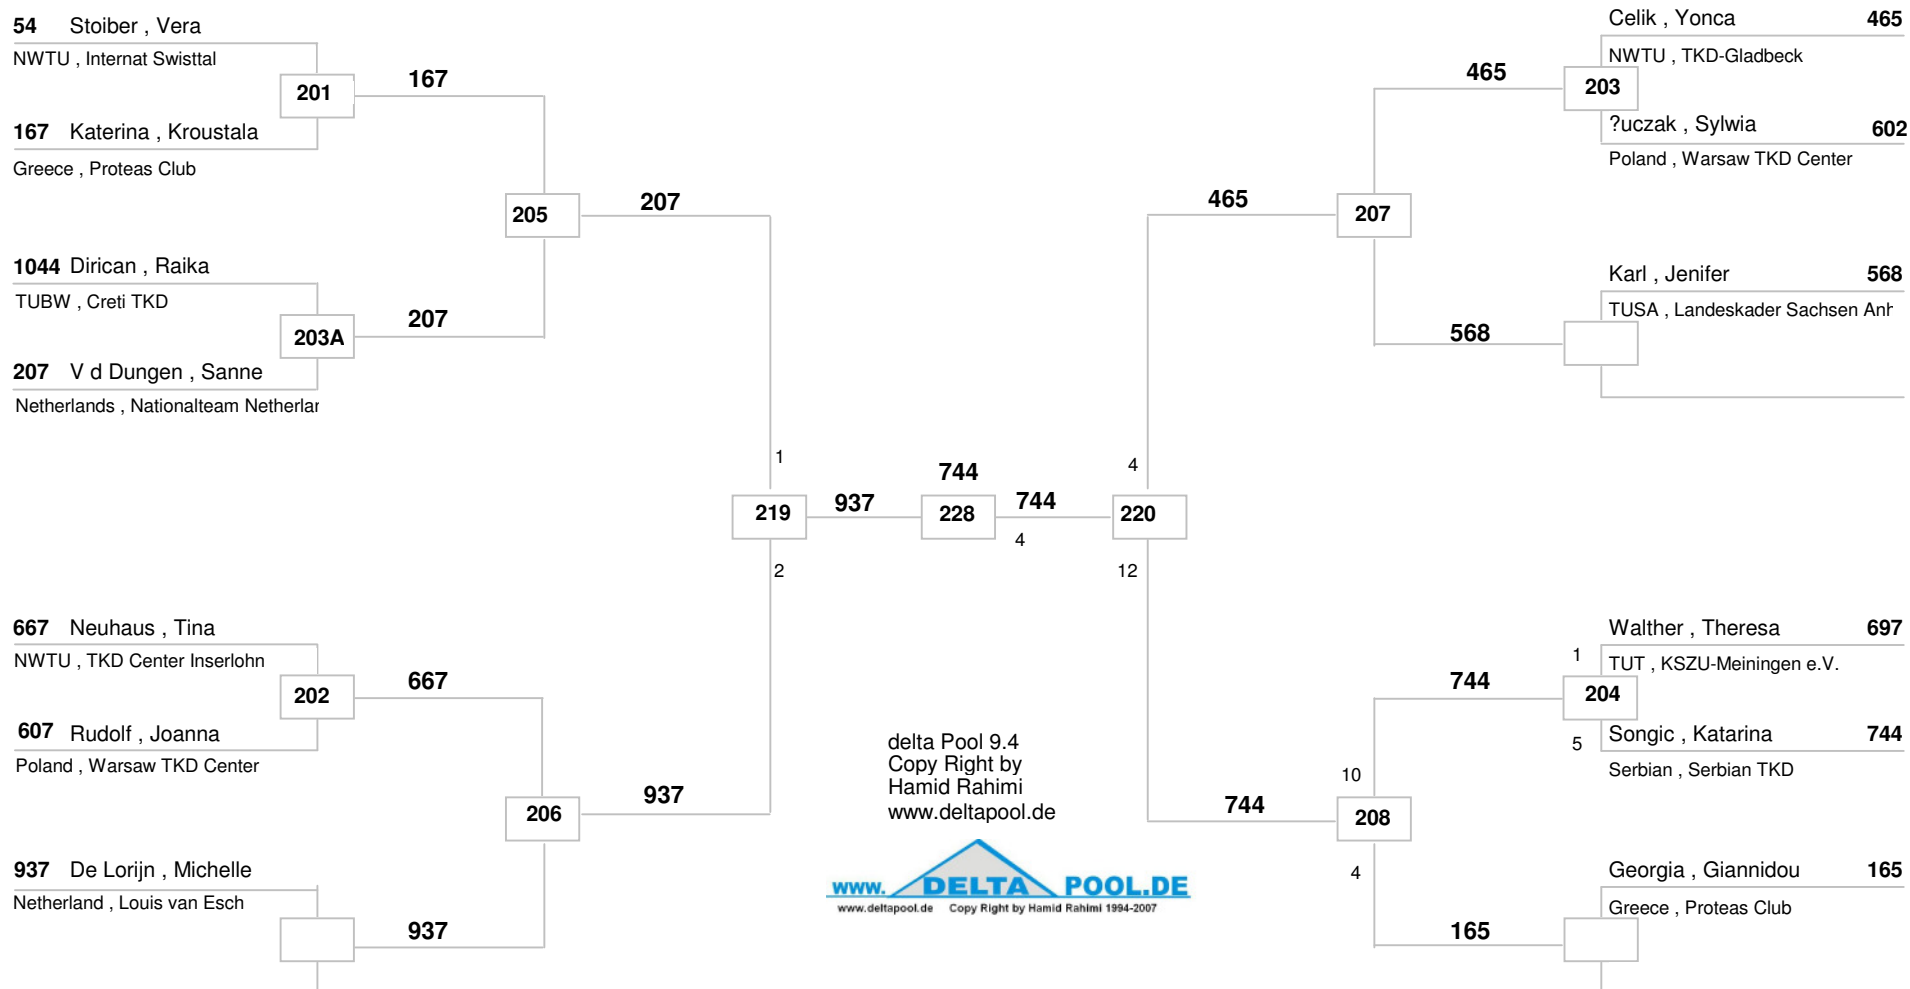 54 Stoiber , Vera
NWTU , Internat Swisttal
201
167
167 Katerina , Kroustala
Greece , Proteas Club
205
207
1044 Dirican , Raika
TUBW , Creti TKD
203A
207
207 V d Dungen , Sanne
Netherlands , Nationalteam Netherlar
1
219
937
2
667 Neuhaus , Tina
NWTU , TKD Center Inserlohn
202
667
607 Rudolf , Joanna
Poland , Warsaw TKD Center
206
937
937 De Lorijn , Michelle
Netherland , Louis van Esch
937
744
228
744
4
delta Pool 9.4
Copy Right by
Hamid Rahimi
www.deltapool.de
www. DELTA POOL.DE
www.deltapool.de Copy Right by Hamid Rahimi 1994-2007
Celik , Yonca 465
NWTU , TKD-Gladbeck
465
203
?uczak , Sylwia 602
Poland , Warsaw TKD Center
465
207
Karl , Jenifer 568
TUSA , Landeskader Sachsen Anh
568
4
220
12
Walther , Theresa 697
1
TUT , KSZU-Meiningen e.V.
744
204
5
Songic , Katarina 744
Serbian , Serbian TKD
10
744
208
4
Georgia , Giannidou 165
Greece , Proteas Club
165